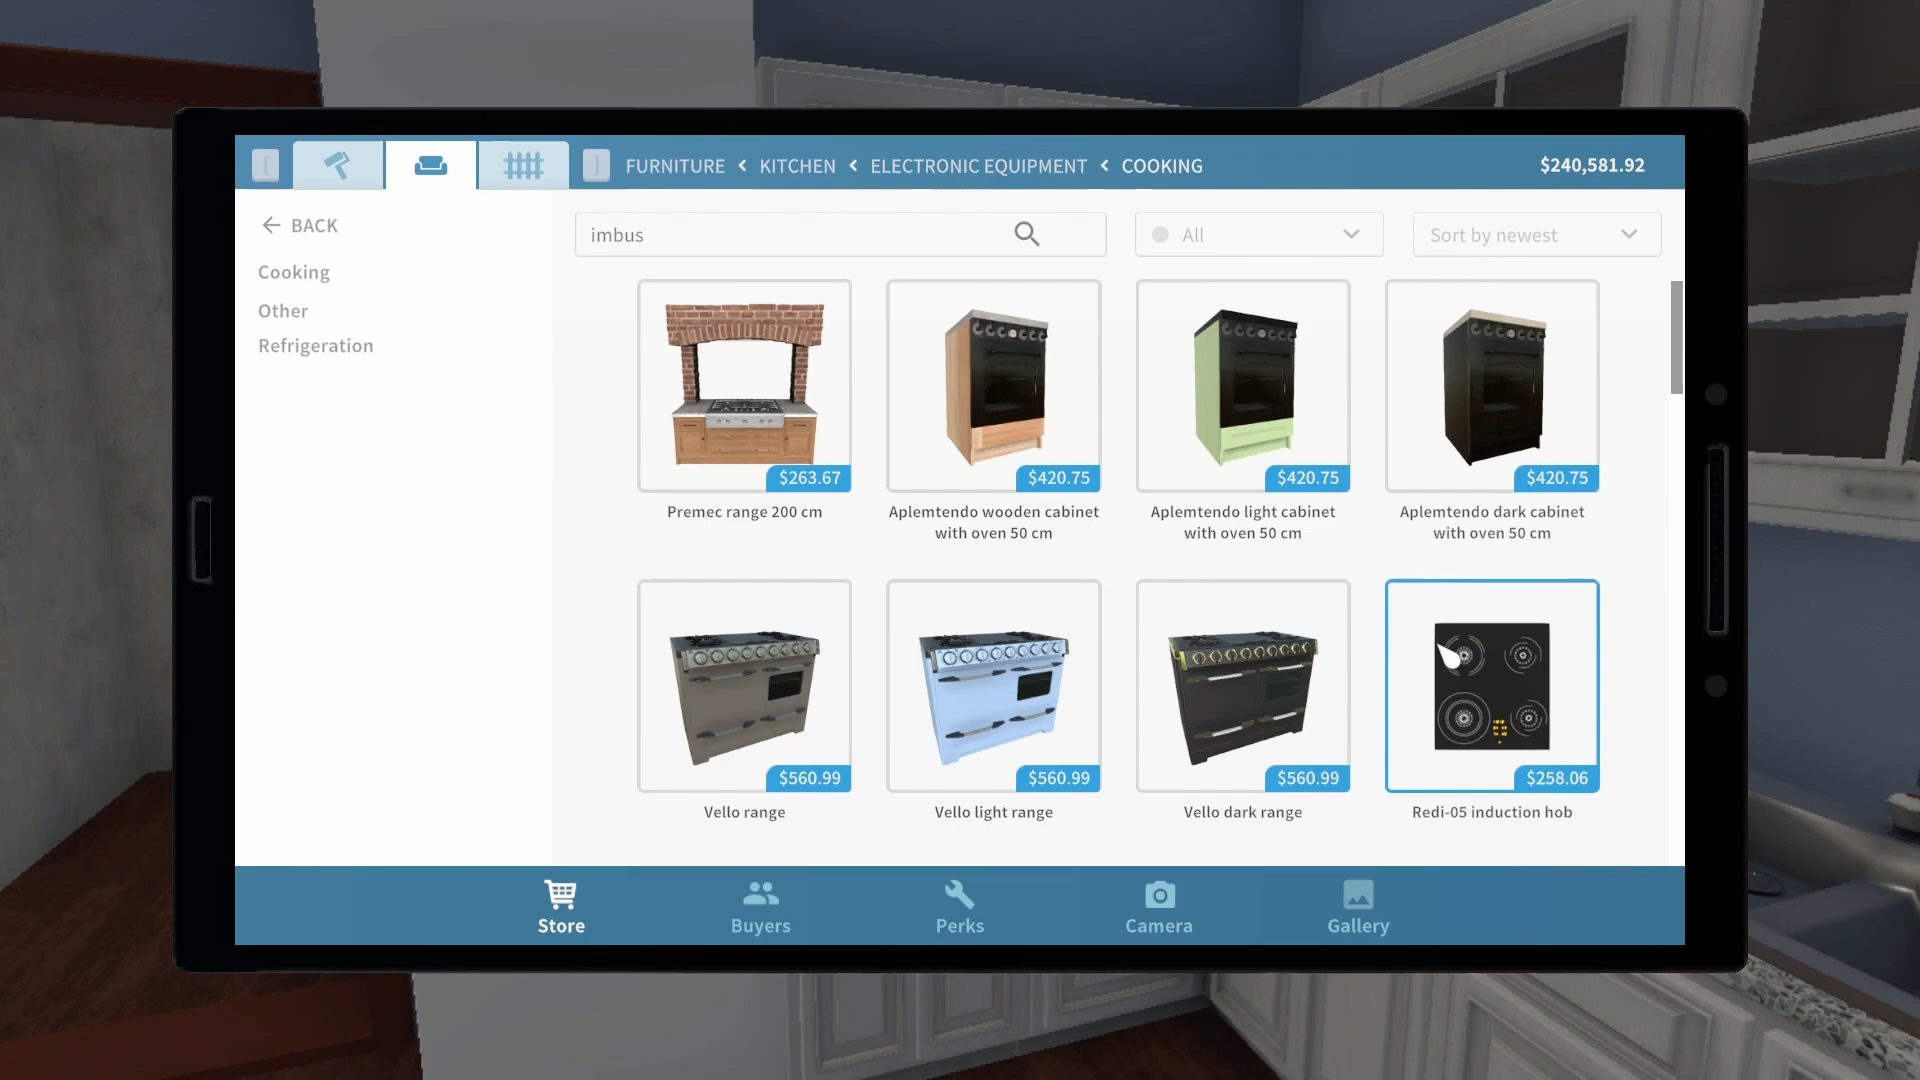 [
]
FURNITURE < KITCHEN < ELECTRONIC EQUIPMENT < COOKING
$240,581.92
BACK
Cooking
Other
Refrigeration
imbus
All
Sort by newest
$263.67
$420.75
$420.75
$420.75
Premec range 200 cm
Aplemtendo wooden cabinet
with oven 50 cm
Aplemtendo light cabinet
with oven 50 cm
Aplemtendo dark cabinet
with oven 50 cm
$560.99
$560.99
$560.99
$258.06
Vello range
Vello light range
Vello dark range
Redi-05 induction hob
Store
Buyers
Perks
Camera
Gallery